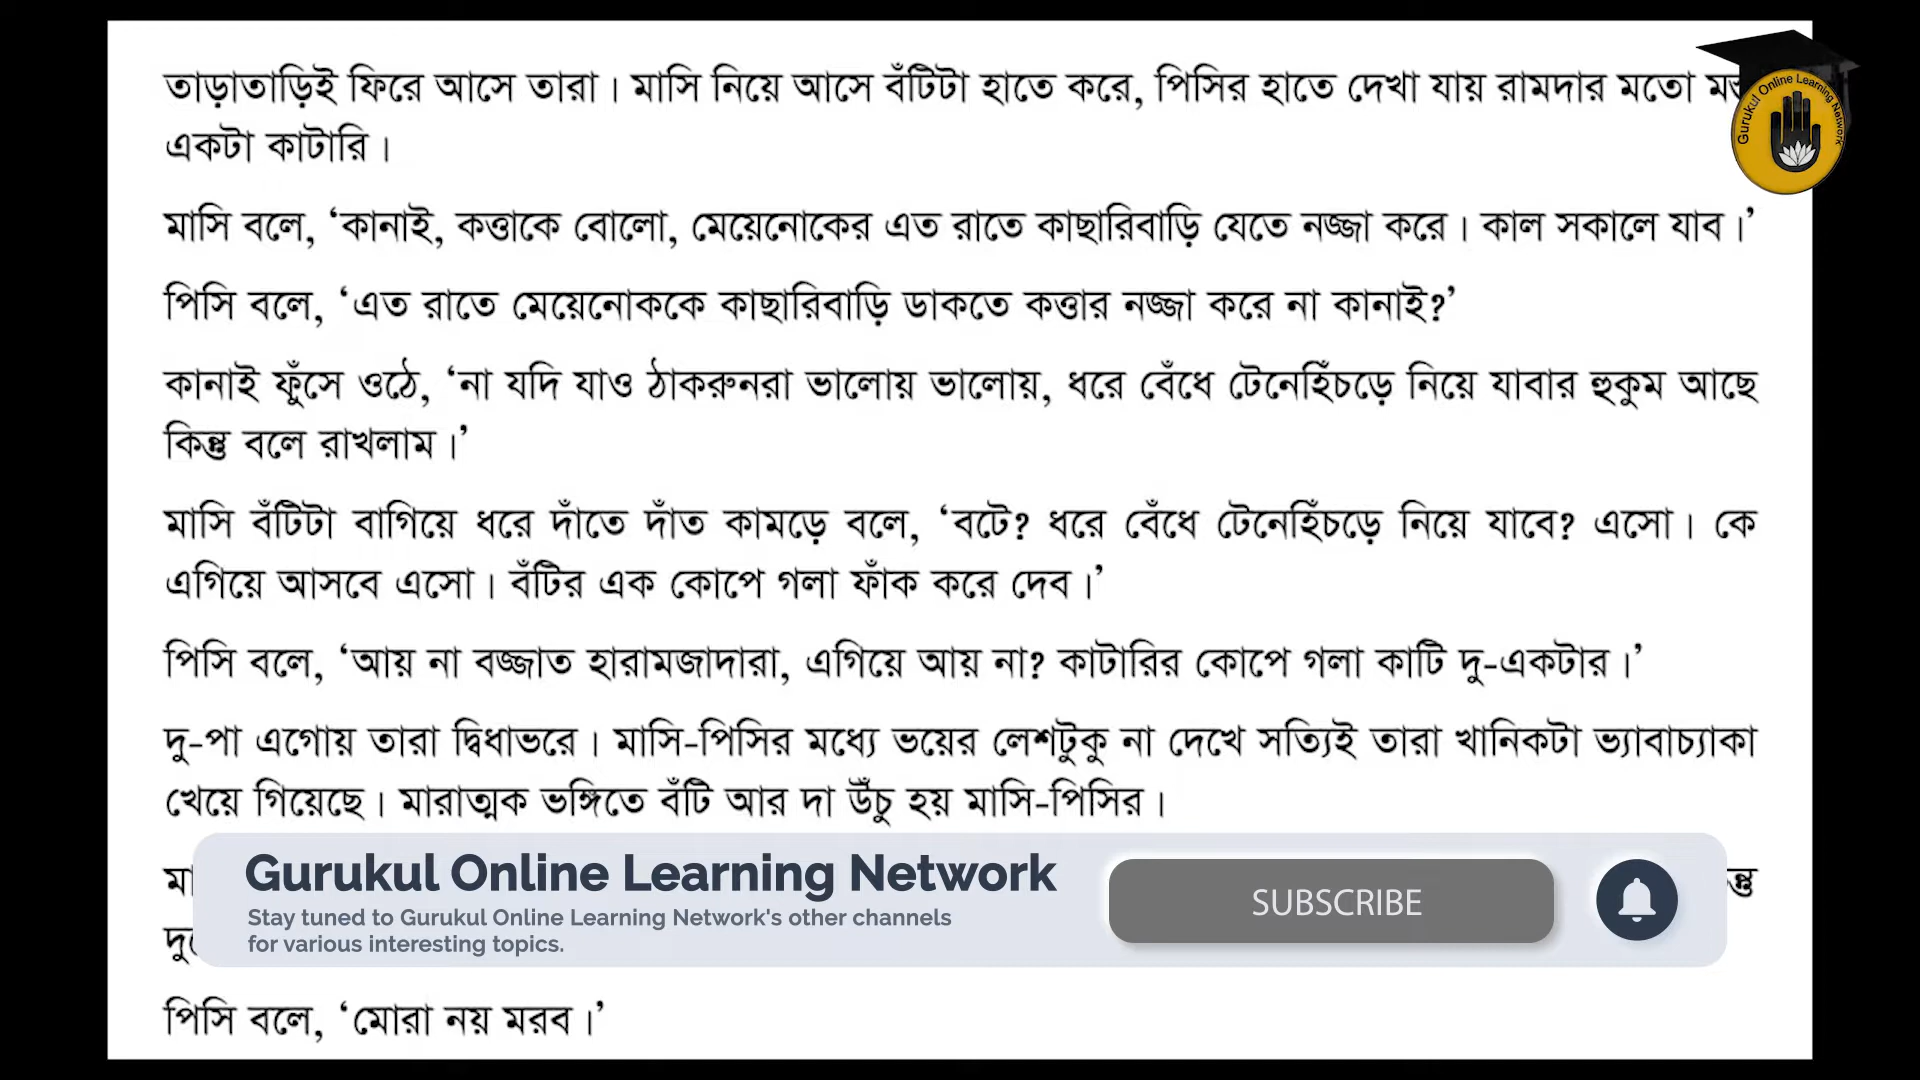 তাড়াতাড়িই ফিরে আসে তারা। মাসি নিয়ে আসে বঁটিটা হাতে করে, পিসির হাতে দেখা যায় রামদার মতো
একটা কাটারি।
মাসি বলে, ‘কানাই, কত্তাকে বোলো, মেয়েনোকের এত রাতে কাছারিবাড়ি যেতে নজ্জা করে। কাল সকালে যাব।’
পিসি বলে, ‘এত রাতে মেয়েনোককে কাছারিবাড়ি ডাকতে কত্তার নজ্জা করে না কানাই?’
কানাই ফুঁসে ওঠে, ‘না যদি যাও ঠাকরুনরা ভালোয় ভালোয়, ধরে বেঁধে টেনেহিঁচড়ে নিয়ে যাবার হুকুম আছে
কিন্তু বলে রাখলাম।’
মাসি বঁটিটা বাগিয়ে ধরে দাঁতে দাঁত কামড়ে বলে, ‘বটে? ধরে বেঁধে টেনেহিঁচড়ে নিয়ে যাবে? এসো। কে
এগিয়ে আসবে এসো। বঁটির এক কোপে গলা ফাঁক করে দেব।’
পিসি বলে, ‘আয় না বজ্জাত হারামজাদারা, এগিয়ে আয় না? কাটারির কোপে গলা কাটি দু-একটার।’
দু-পা এগোয় তারা দ্বিধাভরে। মাসি-পিসির মধ্যে ভয়ের লেশটুকু না দেখে সত্যিই তারা খানিকটা ভ্যাবাচ্যাকা
খেয়ে গিয়েছে। মারাত্মক ভঙ্গিতে বঁটি আর দা উঁচু হয় মাসি-পিসির।
Gurukul Online Learning Network
Stay tuned to Gurukul Online Learning Network's other channels
for various interesting topics.
SUBSCRIBE
পিসি বলে, ‘মোরা নয় মরব।’
Gurukul Online Learning Network